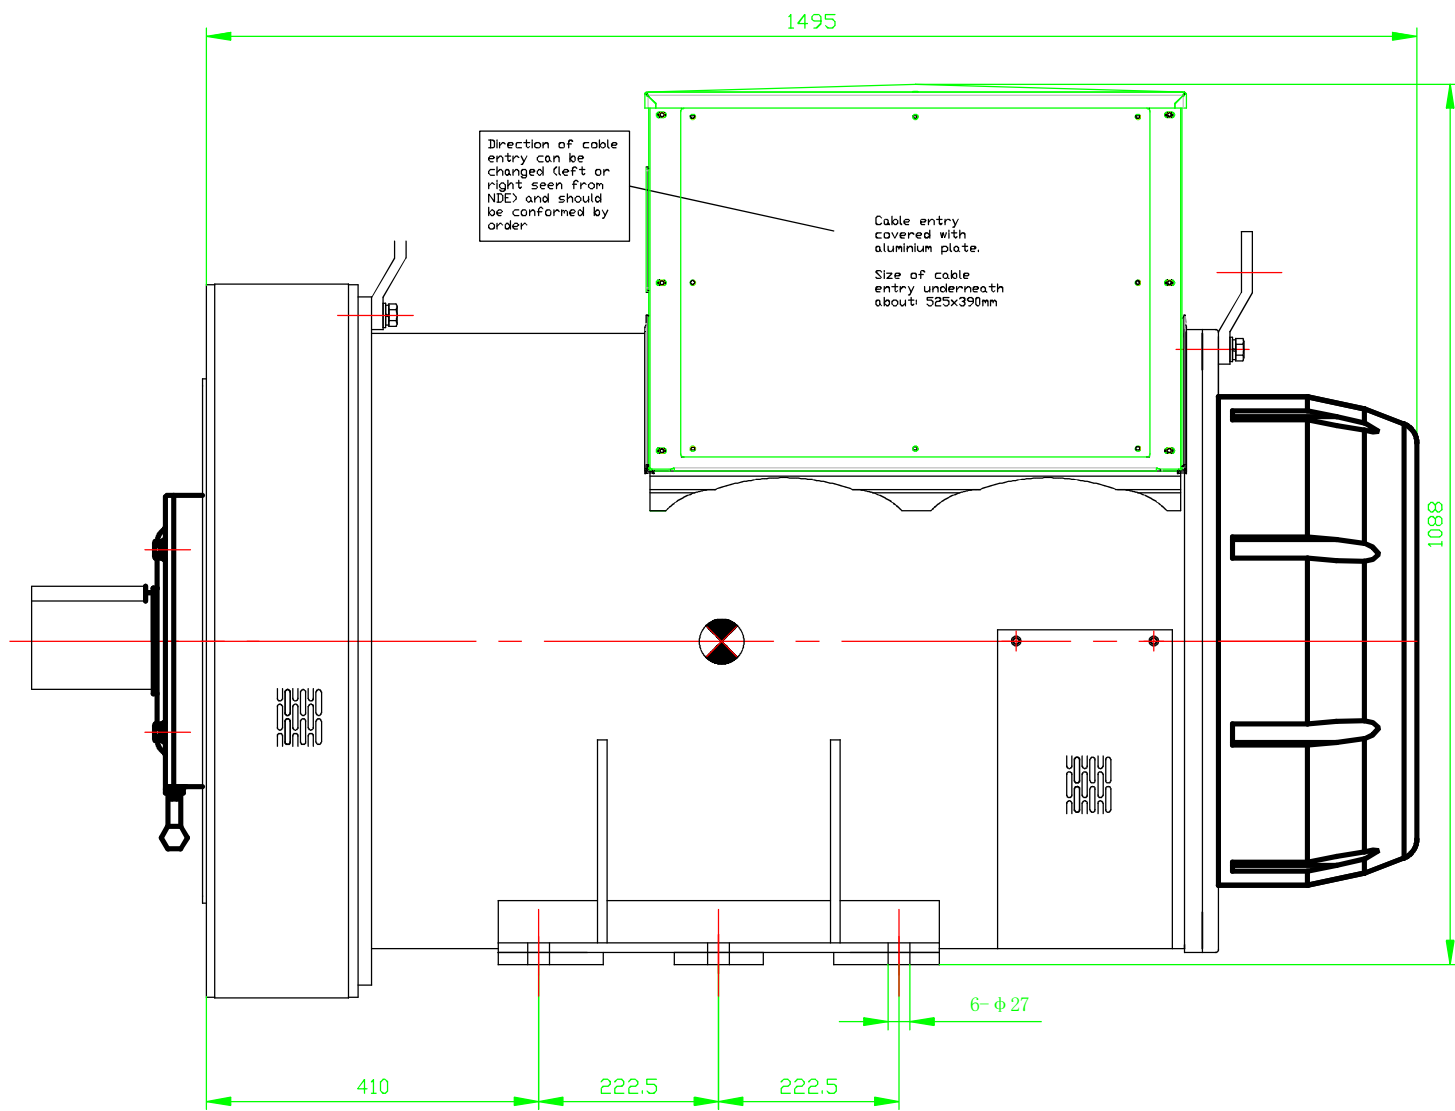 1495
Direction of cable
entry can be
changed (left or
right seen from
NDE) and should
be conformed by
order
Cable entry
covered with
aluminium plate.
Size of cable
entry underneath
about: 525x390mm
1088
6-ϕ27
410
222.5
222.5